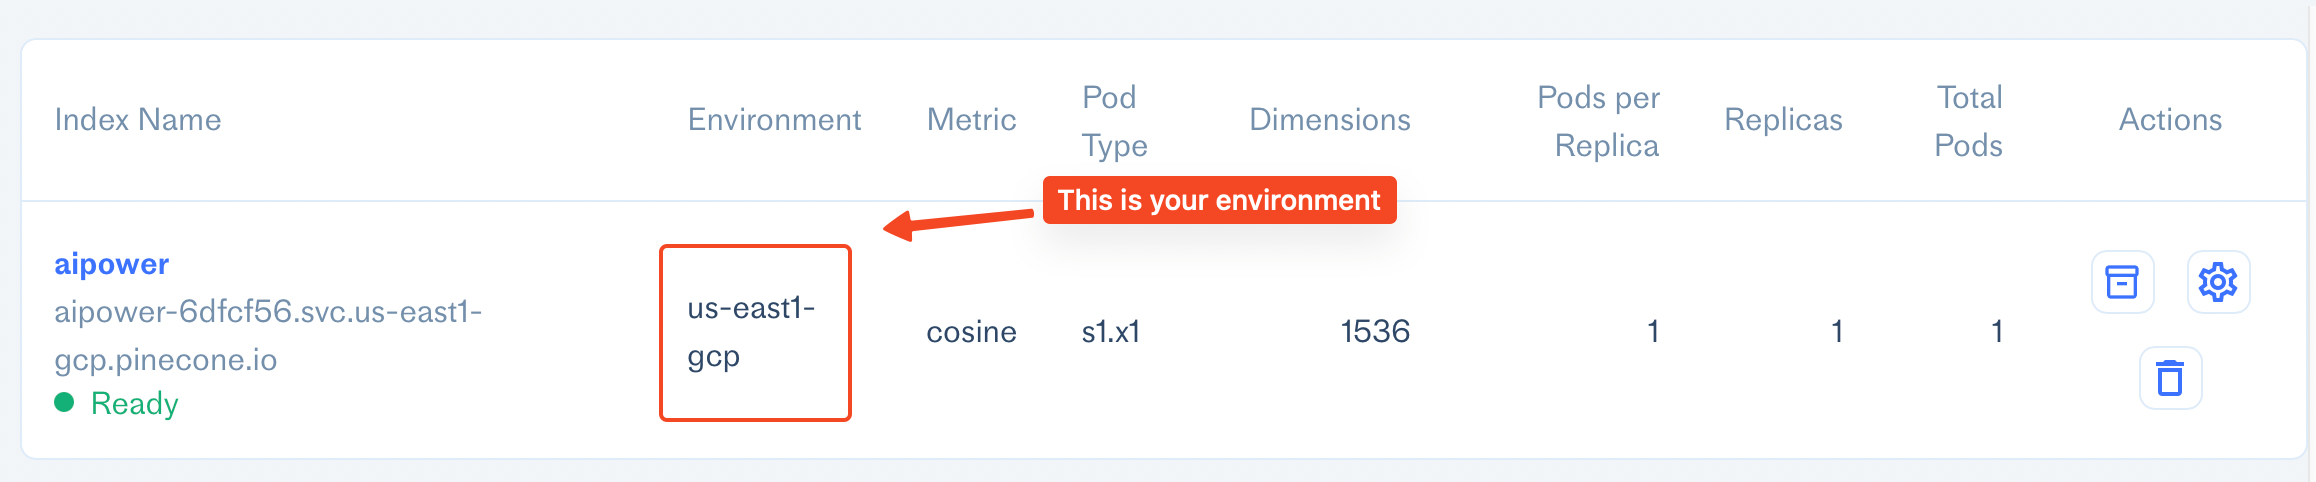 Index Name
Environment
Metric
Pod
Type
Dimensions
Pods per
Replica
Replicas
Total
Pods
Actions
This is your environment
aipower
aipower-6dfcf56.svc.us-east1-
gcp.pinecone.io
Ready
us-east1-
gcp
cosine
s1.x1
1536
1
1
1